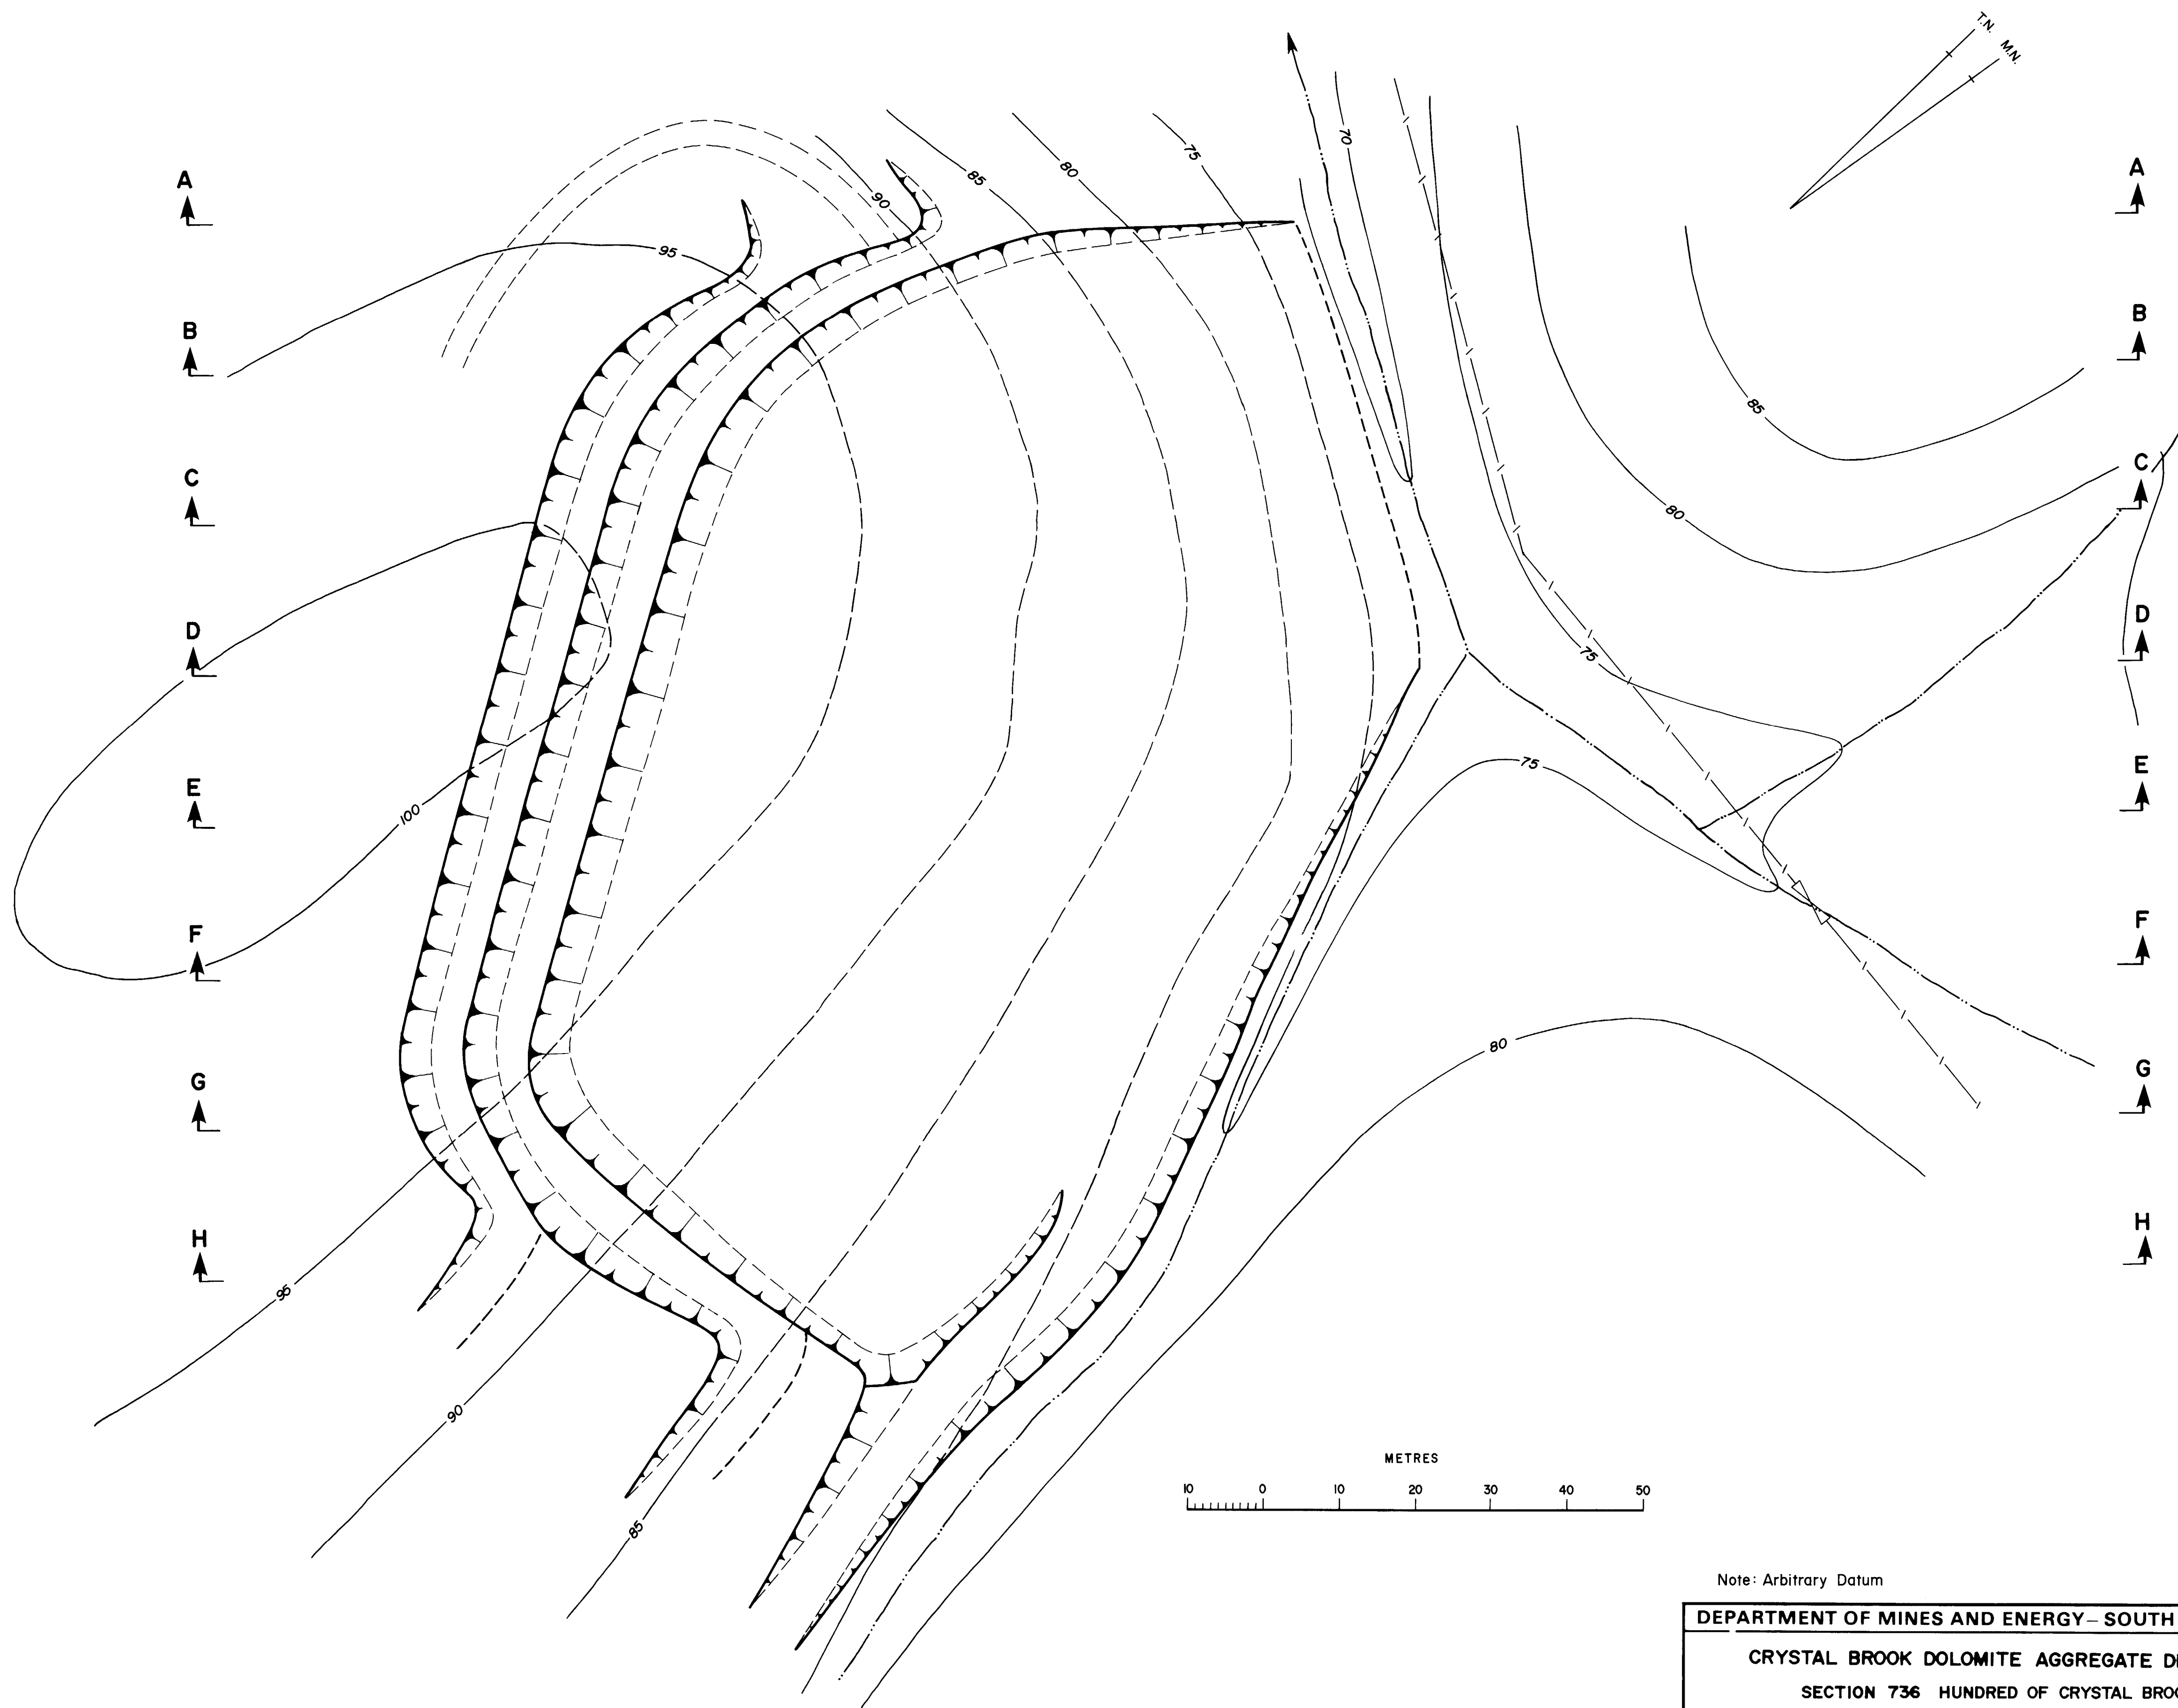 T.N. M.N.
70
75
80
85
90
95
A A
B B
85
C C
80
D D
75
E E
75
100
F F
80
G G
H H
95
90
85
METRES
10 0 10 20 30 40 50
Note: Arbitrary Datum
DEPARTMENT OF MINES AND ENERGY – SOUTH
CRYSTAL BROOK DOLOMITE AGGREGATE
SECTION 736 HUNDRED OF CRYSTAL